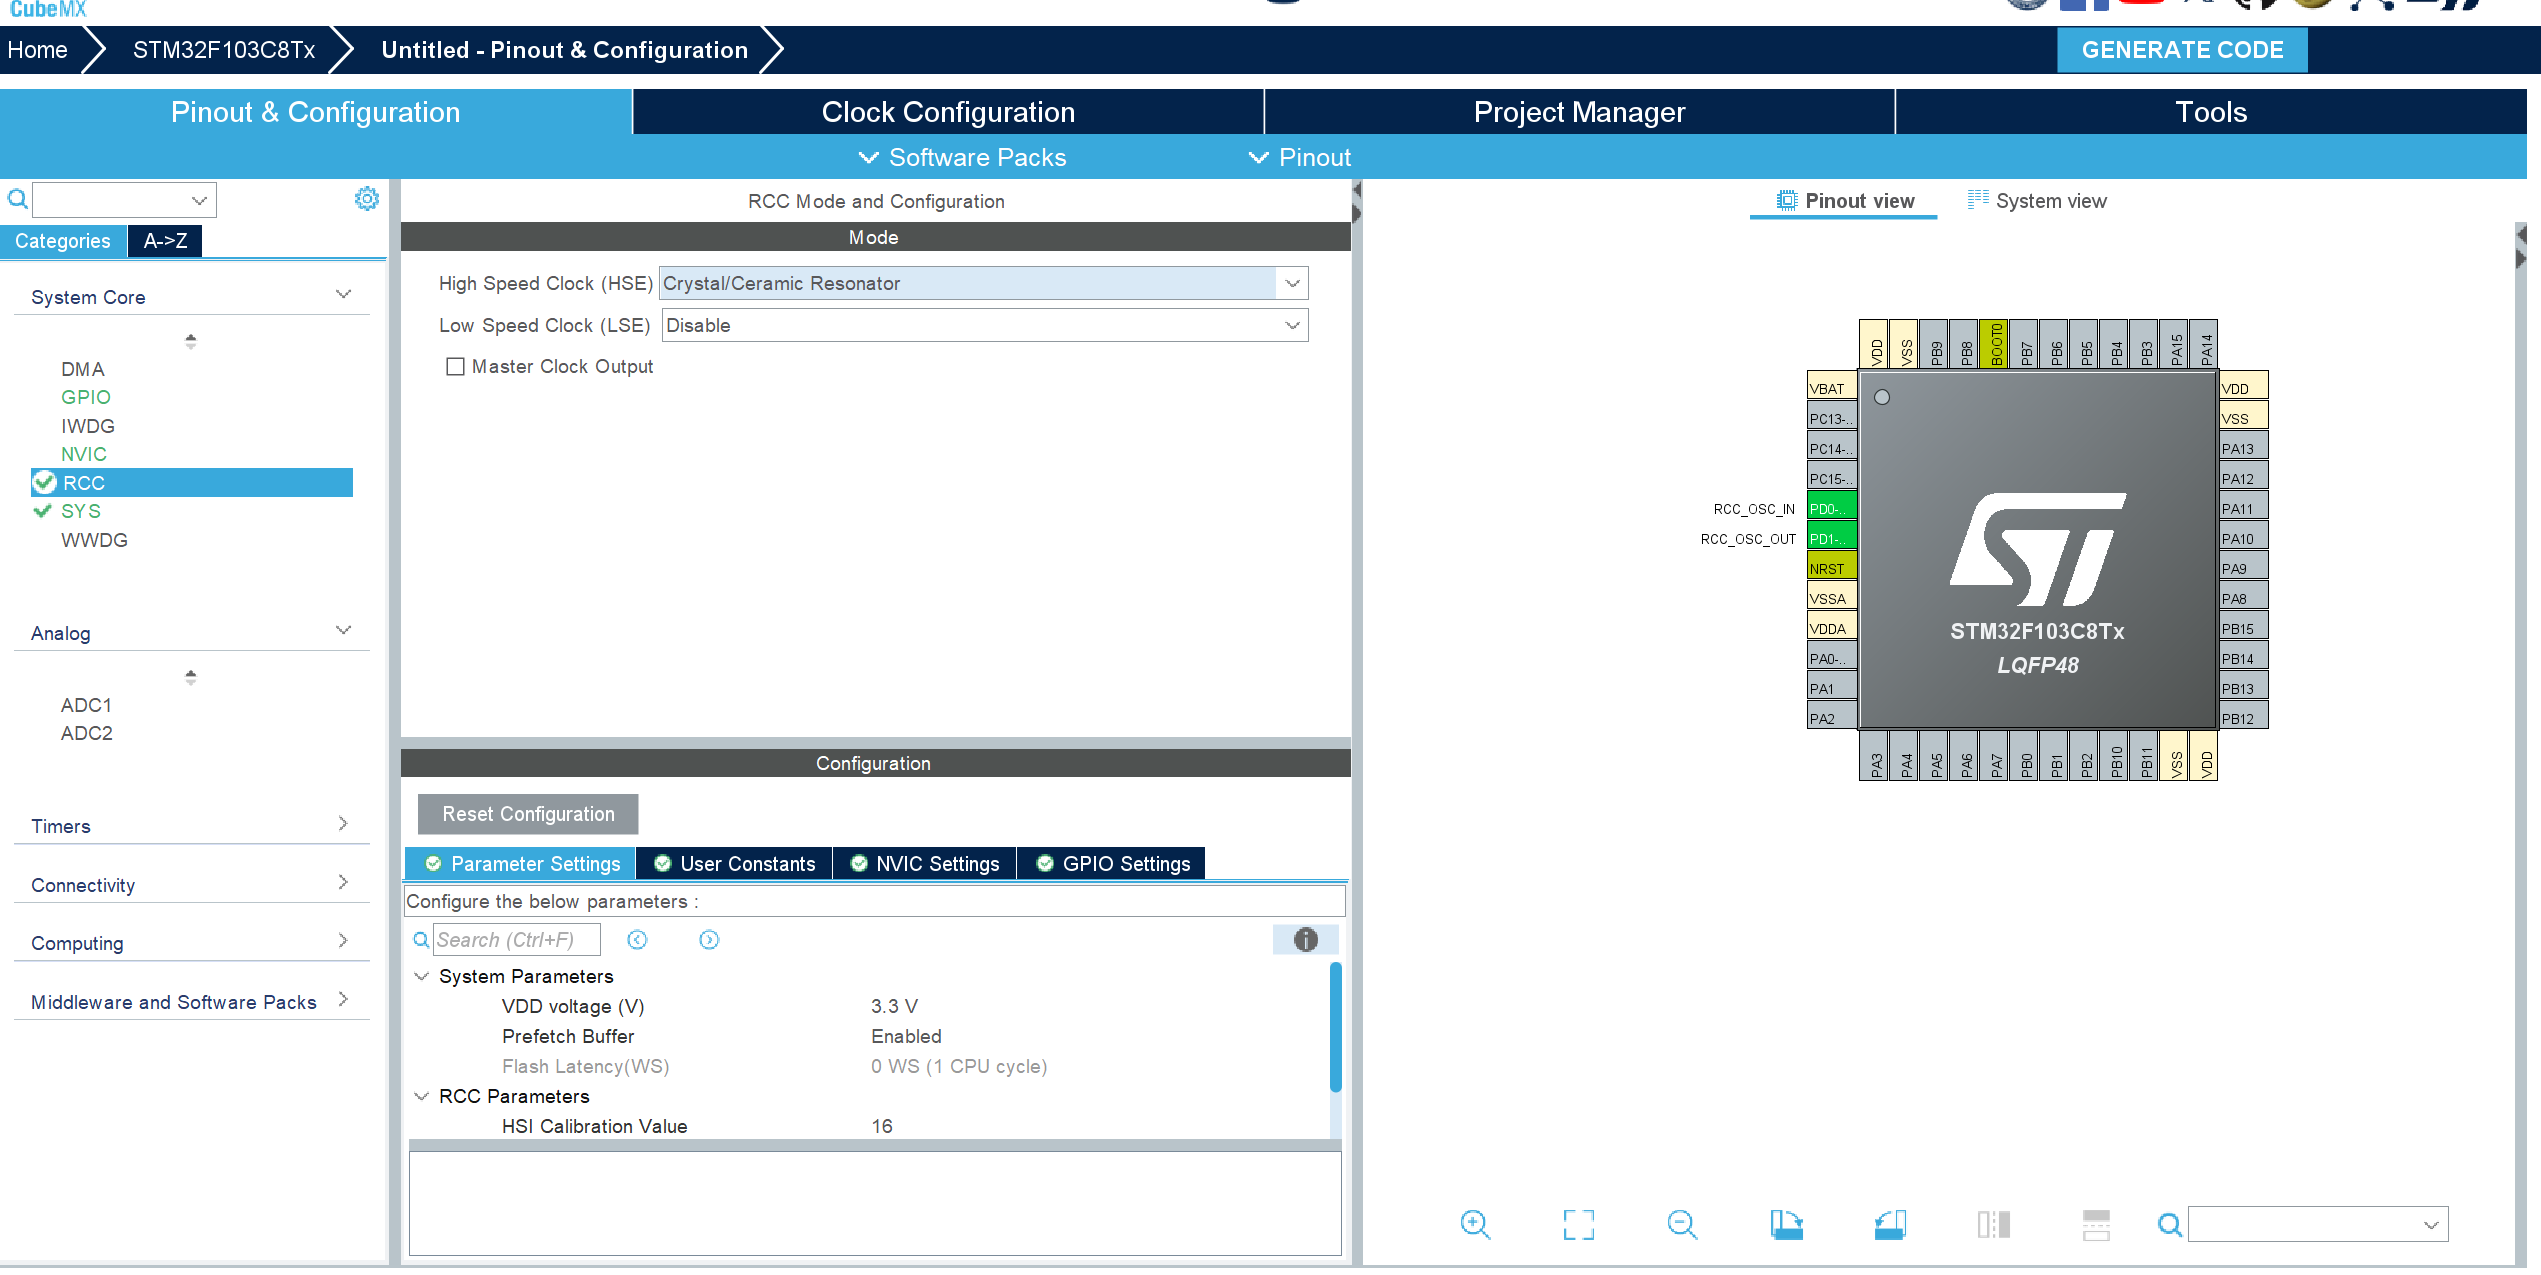 CubeMX
Home
STM32F103C8Tx
Untitled - Pinout & Configuration
GENERATE CODE
Pinout & Configuration
Clock Configuration
Project Manager
Tools
Software Packs
Pinout
Categories
A->Z
System Core
DMA
GPIO
IWDG
NVIC
RCC
SYS
WWDG
Analog
ADC1
ADC2
Timers
Connectivity
Computing
Middleware and Software Packs
RCC Mode and Configuration
Mode
High Speed Clock (HSE)
Crystal/Ceramic Resonator
Low Speed Clock (LSE)
Disable
Master Clock Output
Configuration
Reset Configuration
Parameter Settings
User Constants
NVIC Settings
GPIO Settings
Configure the below parameters :
Search (Ctrl+F)
System Parameters
VDD voltage (V)
3.3 V
Prefetch Buffer
Enabled
Flash Latency(WS)
0 WS (1 CPU cycle)
RCC Parameters
HSI Calibration Value
16
Pinout view
System view
VDD
VSS
PB9
PB8
BOOT0
PB7
PB6
PB5
PB4
PB3
PA15
PA14
VBAT
PC13-..
PC14-..
PC15-..
RCC_OSC_IN
PD0-..
RCC_OSC_OUT
PD1-..
NRST
VSSA
VDDA
PA0-..
PA1
PA2
ST
STM32F103C8Tx
LQFP48
VDD
VSS
PA13
PA12
PA11
PA10
PA9
PA8
PB15
PB14
PB13
PB12
PA3
PA4
PA5
PA6
PA7
PB0
PB1
PB2
PB10
PB11
VSS
VDD